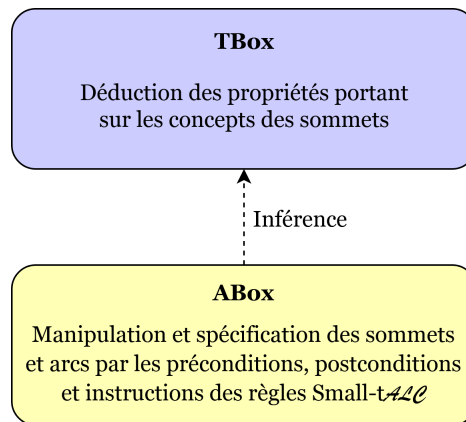 TBox
Déduction des propriétés portant
sur les concepts des sommets
Inférence
ABox
Manipulation et spécification des sommets
et arcs par les préconditions, postconditions
et instructions des règles Small-t𝒜ℒ𝒞